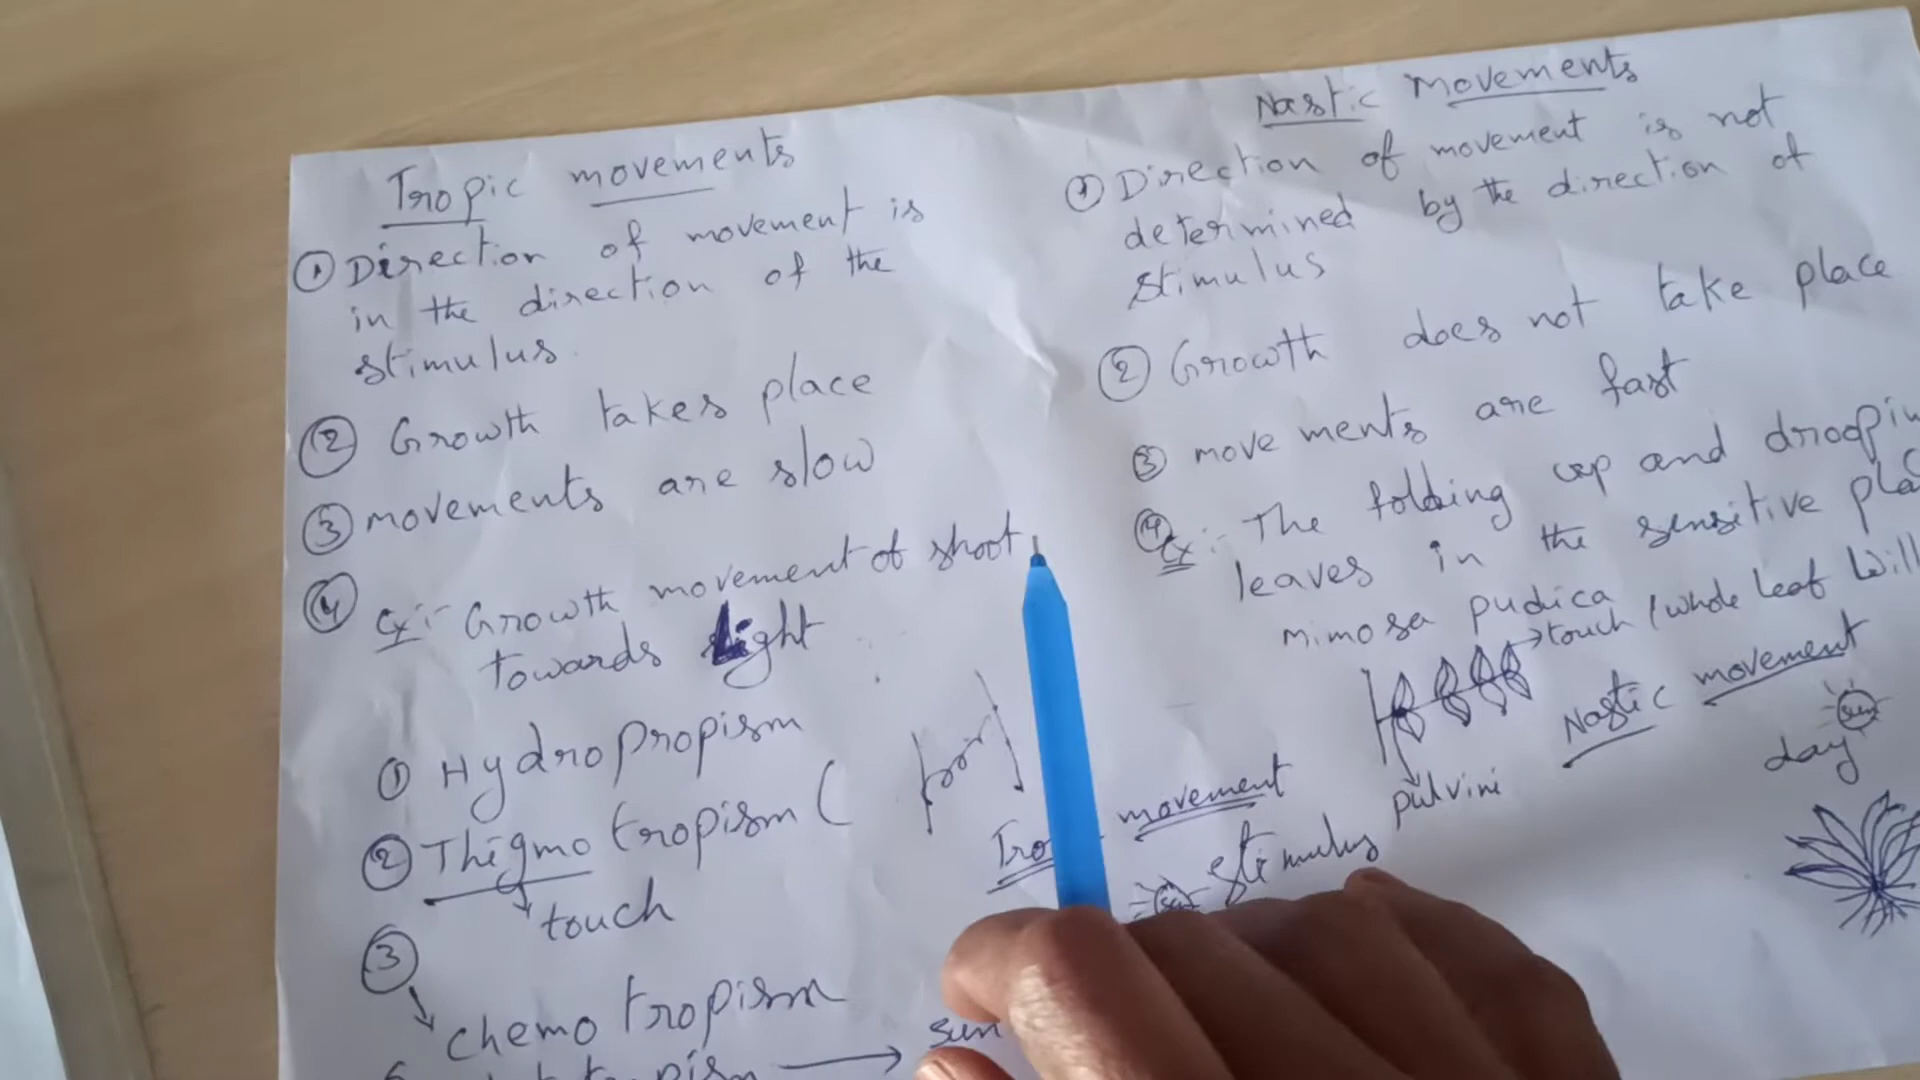 Tropic movements
① Direction of movement is
in the direction of the
stimulus.
② Growth takes place
③ movements are slow
④ Ex:- Growth movement of shoot
towards Light
① Hydropropism
② Thigmo tropism (
touch
③
chemo tropism
sun
Nastic Movements
① Direction of movement is not
determined by the direction of
stimulus
② Growth does not take place
③ movements are fast
④ Ex:- The folding up and
leaves in the sensitive
mimosa pudica
touch / whole leaf will
pulvini
Nastic movement
sun
day
movement
stimulus
sun